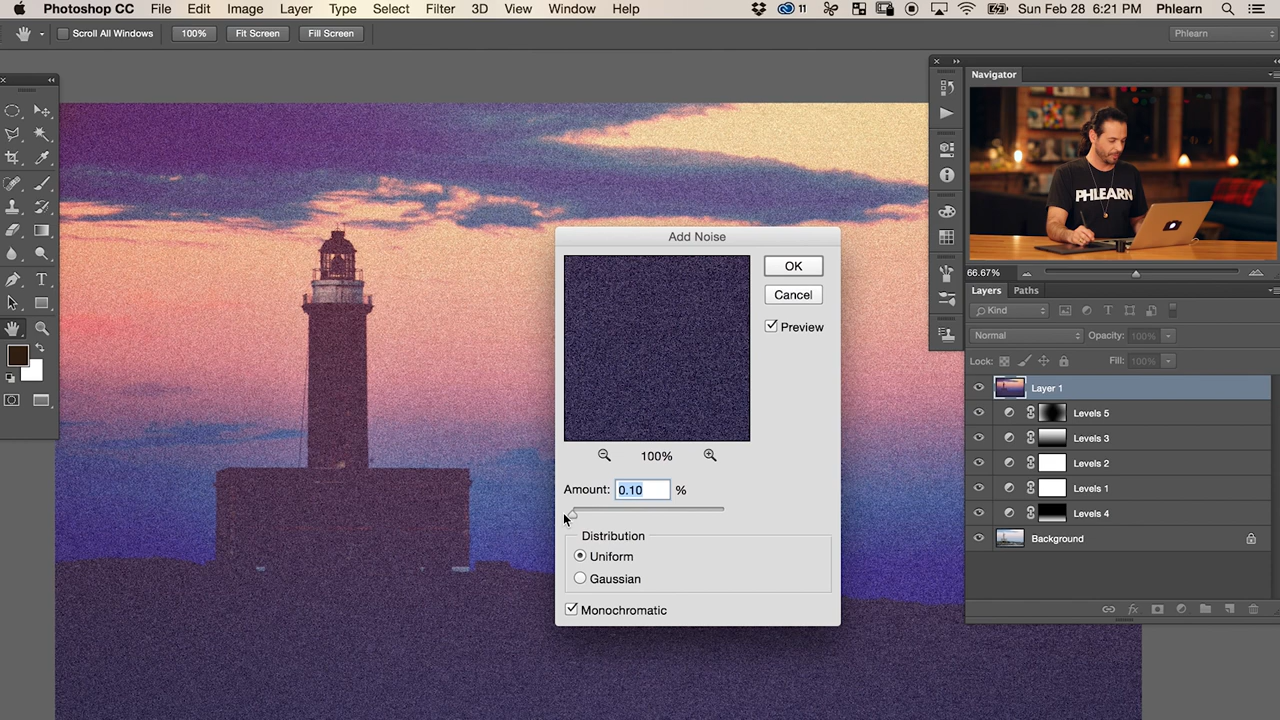 Photoshop CC File Edit Image Layer Type Select Filter 3D View Window Help 11 Sun Feb 28 6:21 PM Phlearn
Scroll All Windows 100% Fit Screen Fill Screen Phlearn
Navigator
PHLEARN
66.67%
Layers Paths
Kind
Normal Opacity: 100%
Lock: Fill: 100%
Layer 1
Levels 5
Levels 3
Levels 2
Levels 1
Levels 4
Background
Add Noise
OK
Cancel
Preview
100%
Amount: 0.10 %
Distribution
Uniform
Gaussian
Monochromatic